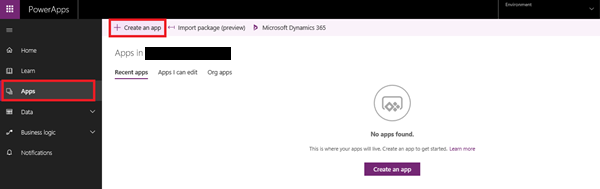 PowerApps
Environment
+ Create an app
Import package (preview)
Microsoft Dynamics 365
Home
Learn
Apps
Data
Business logic
Notifications
Apps in
Recent apps
Apps I can edit
Org apps
No apps found.
This is where your apps will live. Create an app to get started. Learn more
Create an app